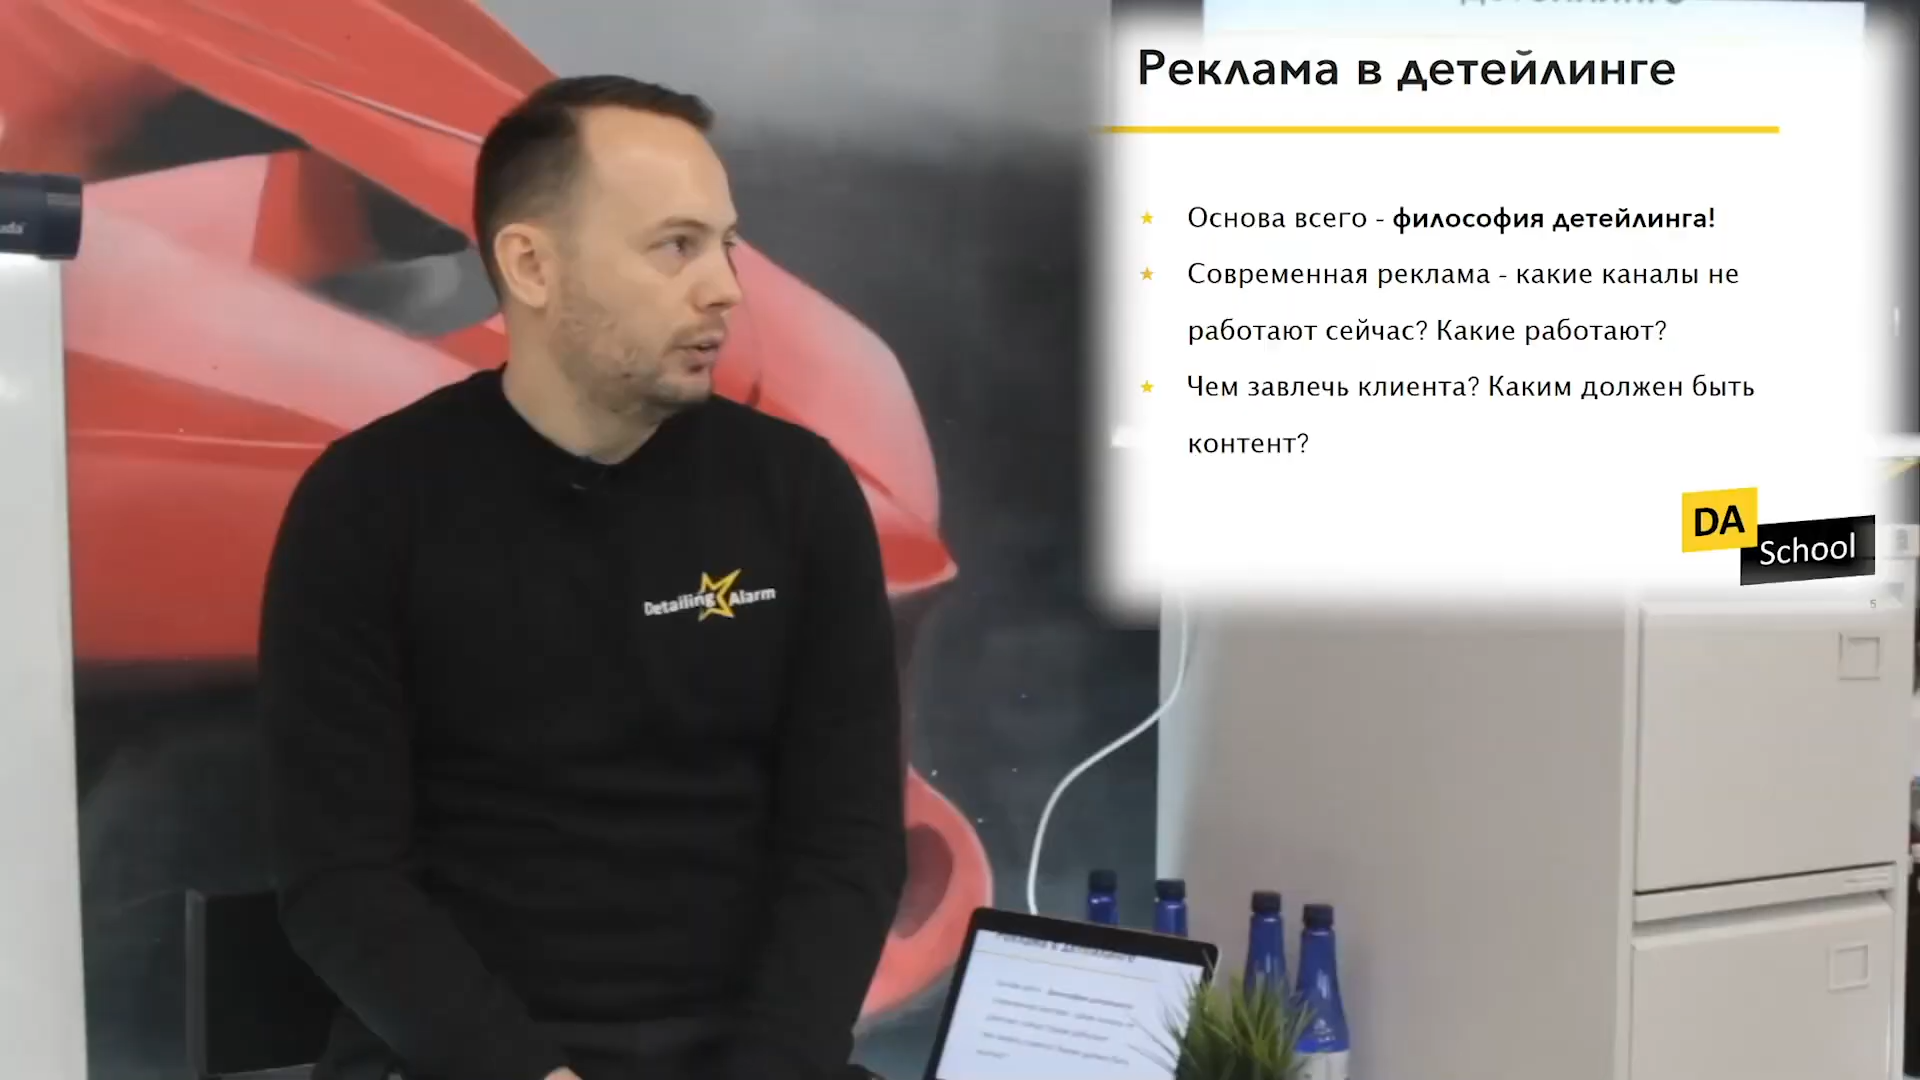 Реклама в детейлинге
Основа всего - философия детейлинга!
Современная реклама - какие каналы не
работают сейчас? Какие работают?
Чем завлечь клиента? Каким должен быть
контент?
DA
School
5
Detailing Alarm